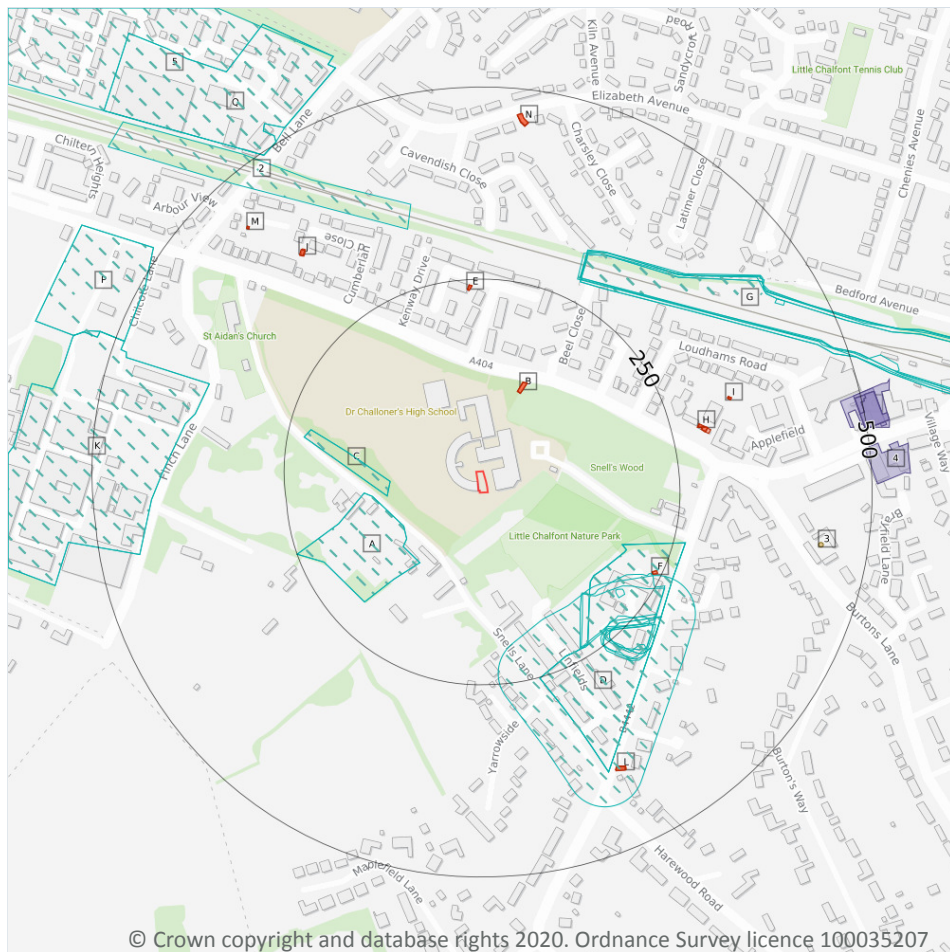 Kiln Avenue
Sandycroft Road
Little Chalfont Tennis Club
5
Q
Elizabeth Avenue
N
Chenies Avenue
Bell Lane
Charsley Close
Chiltern Heights
Cavendish Close
2
Latimer Close
Arbour View
M
J
Cumberland Close
P
Chilcote Lane
Kenway Drive
E
G
Bedford Avenue
St Aidan's Church
Beel Close
Loudhams Road
A404
250
B
I
Dr Challoner's High School
H
Applefield
Village Way
K
Finch Lane
C
500
4
Snell's Wood
Little Chalfont Nature Park
3
A
F
Burtons Lane
Snells Lane
Linfields
D
B4442
Yarrowside
L
Burton's Way
Harewood Road
Maplefield Lane
© Crown copyright and database rights 2020. Ordnance Survey licence 100035207